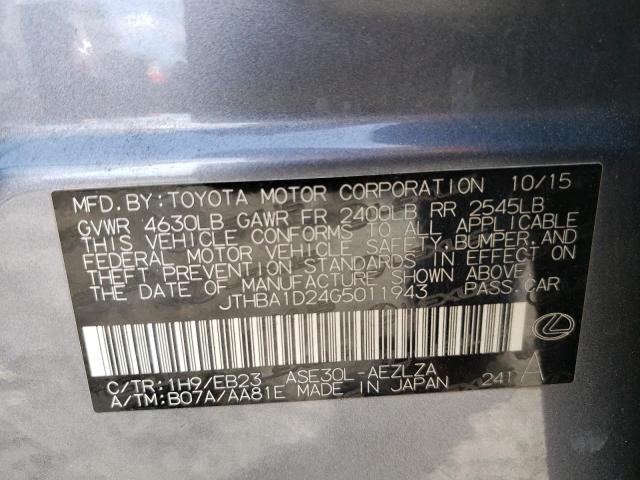 MFD.BY:TOYOTA MOTOR CORPORATION 10/15
GVWR 4630LB GAWR FR 2400LB RR 2545LB
THIS VEHICLE CONFORMS TO ALL APPLICABLE
FEDERAL MOTOR VEHICLE SAFETY,BUMPER,AND
THEFT PREVENTION STANDARDS IN EFFECT ON
THE DATE OF MANUFACTURE SHOWN ABOVE.
JTHBA1D24G5011943 PASS.CAR
C/TR:1H9/EB23 ASE30L-AEZLZA
A/TM:B07A/AA81E MADE IN JAPAN 241 A